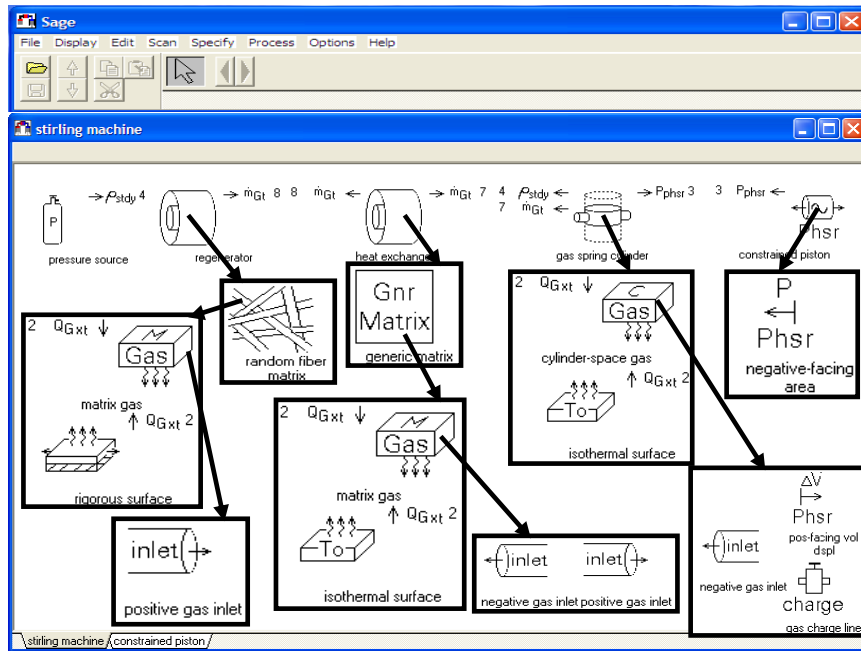 Sage
File Display Edit Scan Specify Process Options Help
stirling machine
P
→ ρstdy 4
→ ṁGt 8
8 ṁGt ←
→ ṁGt 7
4 ρstdy ←
7 ṁGt ←
→ Pphsr 3
3 Pphsr ←
Phsr
pressure source
regenerator
heat exchanger
gas spring cylinder
constrained piston
random fiber
matrix
Gnr
Matrix
generic matrix
2 QGxt ↓
C
Gas
cylinder-space gas
↑ QGxt 2
To
isothermal surface
P
Phsr
negative-facing
area
2 QGxt ↓
M
Gas
matrix gas
↑ QGxt 2
rigorous surface
2 QGxt ↓
M
Gas
matrix gas
↑ QGxt 2
To
isothermal surface
inlet
positive gas inlet
inlet
inlet
negative gas inlet positive gas inlet
ΔV
Phsr
pos-facing vol
dspl
inlet
negative gas inlet
charge
gas charge line
stirling machine constrained piston